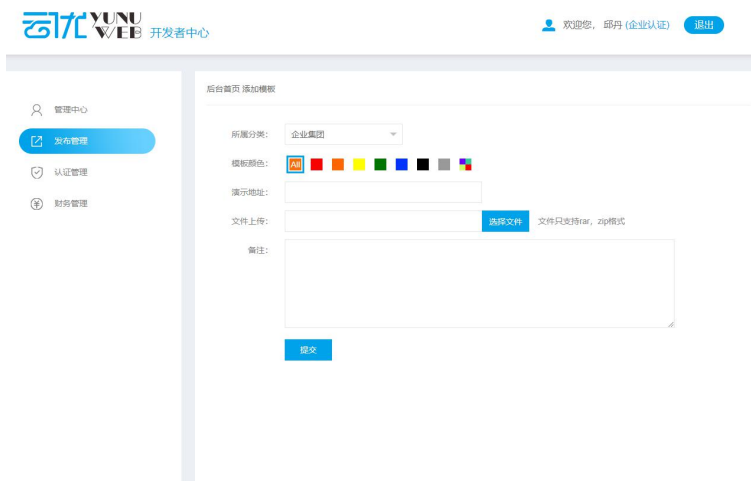 云优 YUNU WEB 开发者中心
欢迎您， 邱丹 (企业认证) 退出
管理中心
发布管理
认证管理
财务管理
后台首页 添加模板
所属分类： 企业集团
模板颜色： All
演示地址：
文件上传： 选择文件 文件只支持rar，zip格式
备注：
提交